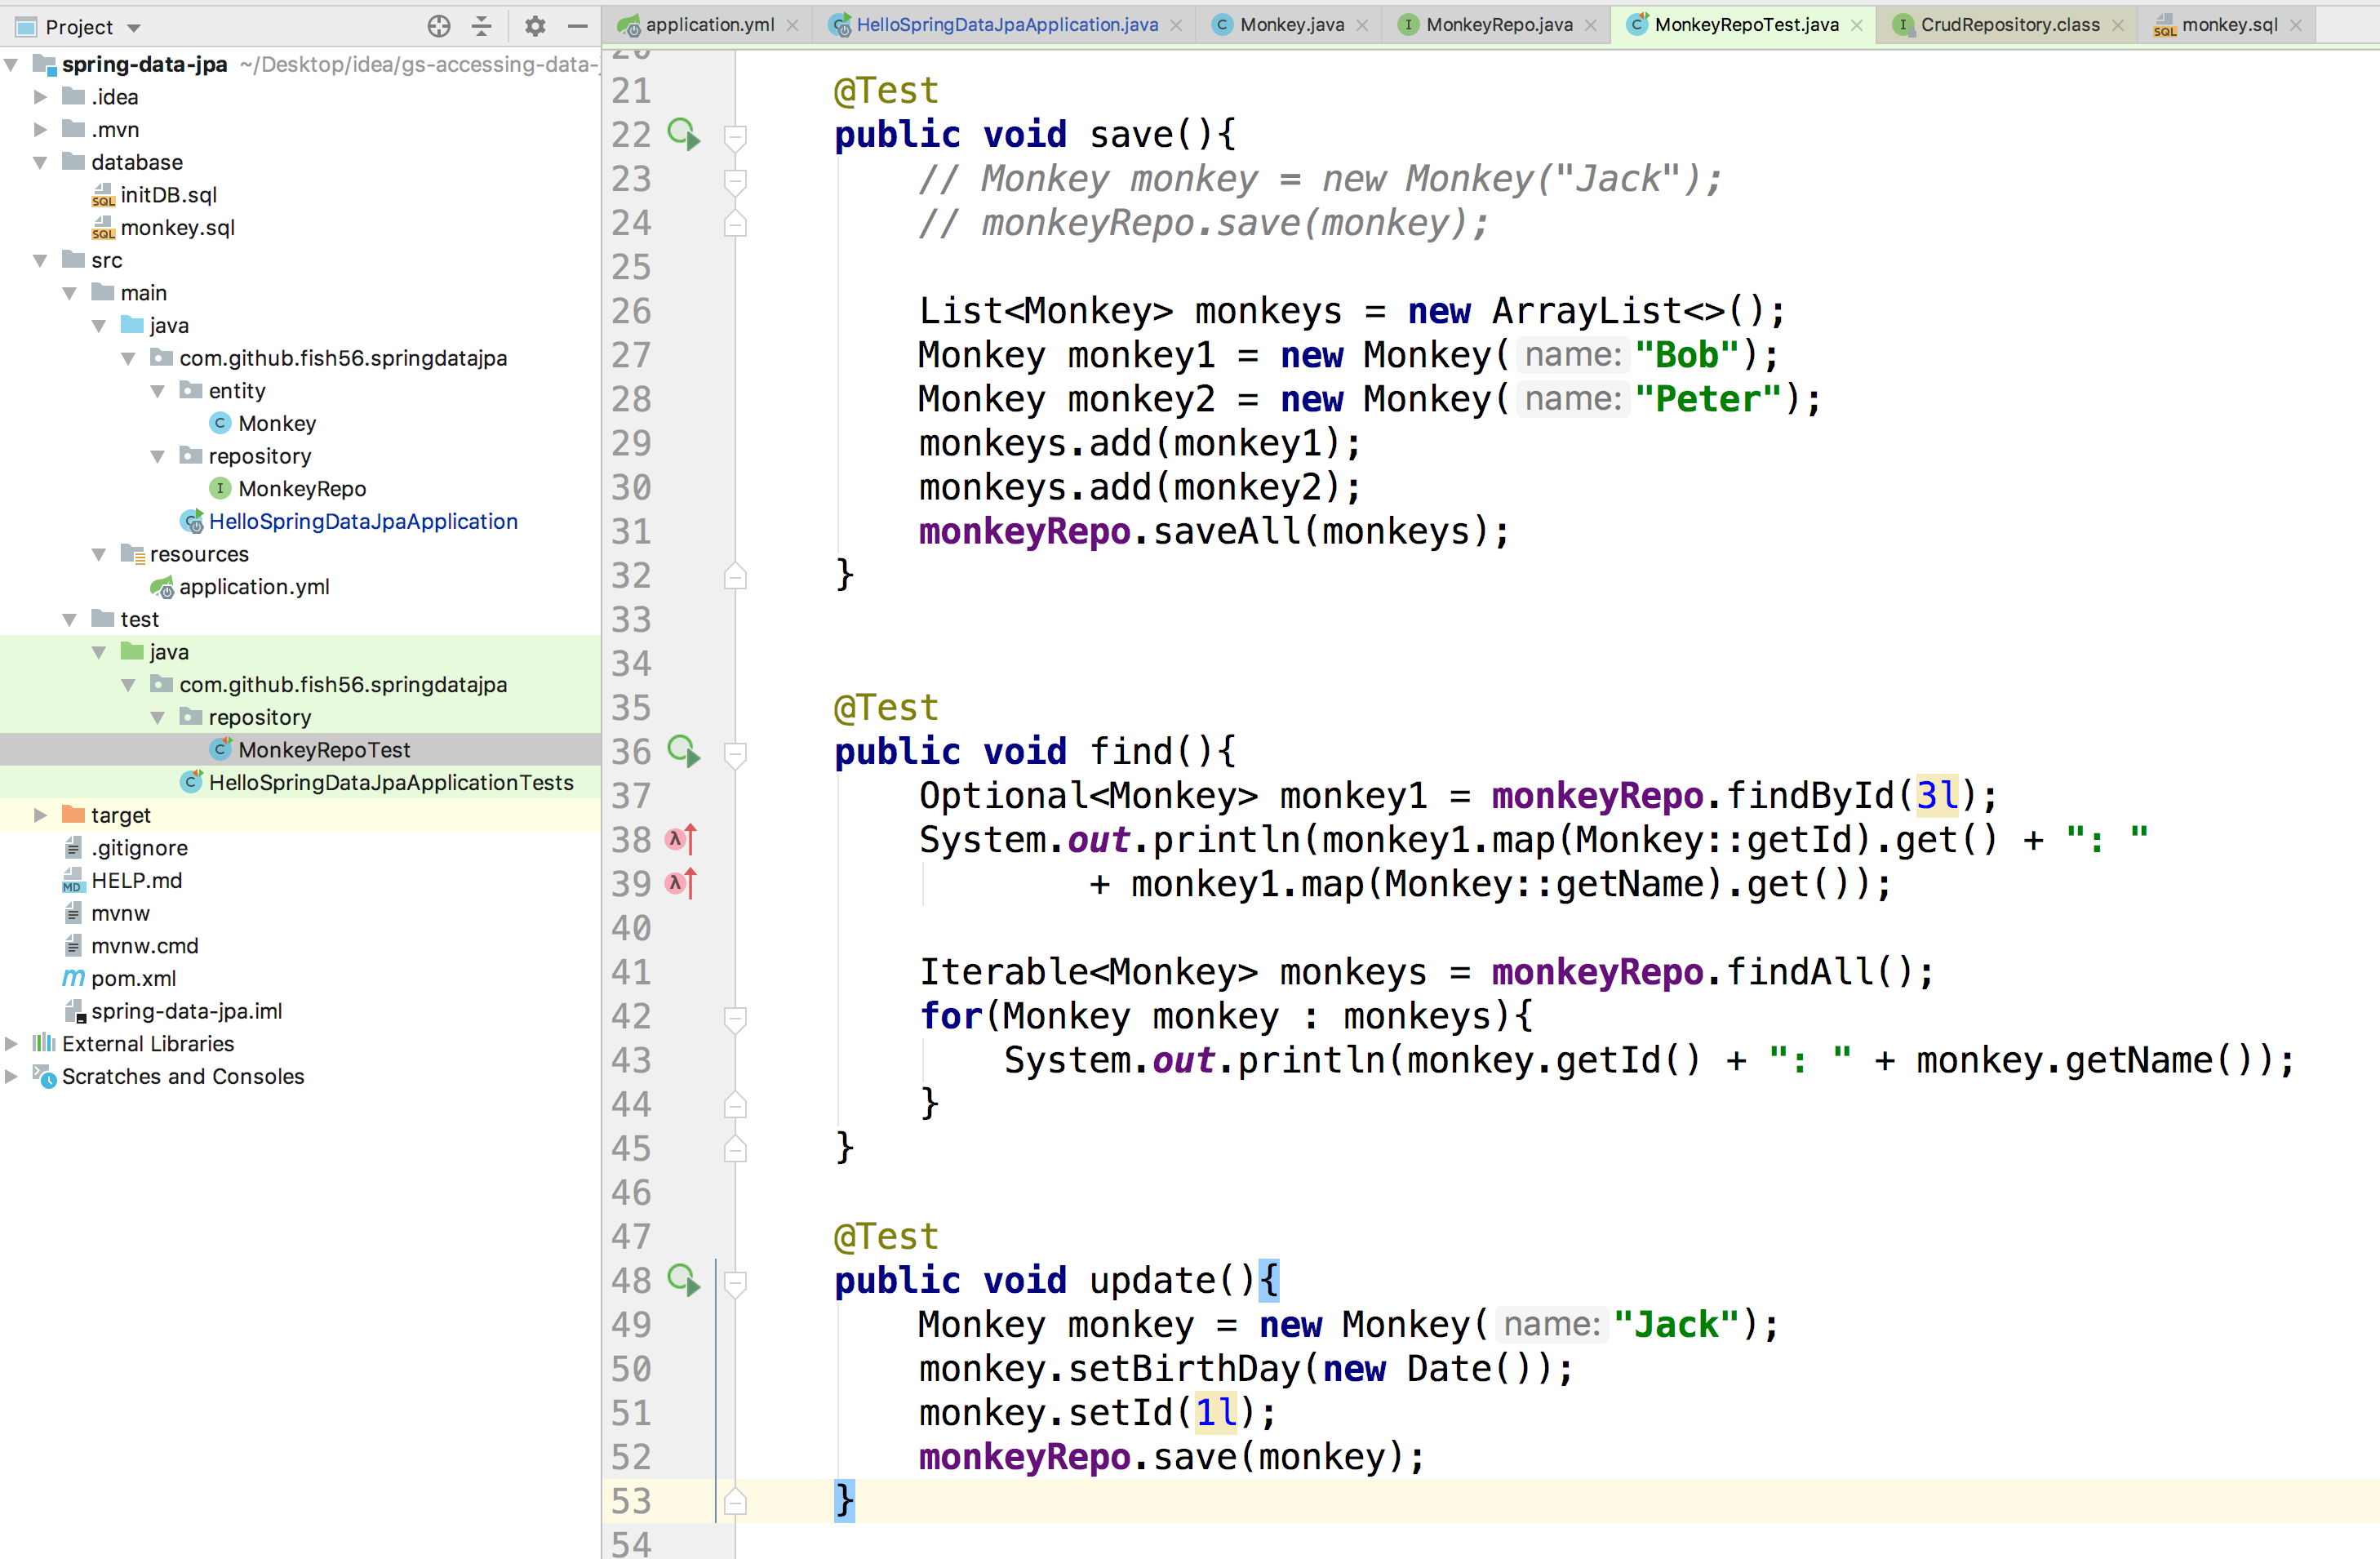 Project
application.yml
HelloSpringDataJpaApplication.java
Monkey.java
MonkeyRepo.java
MonkeyRepoTest.java
CrudRepository.class
monkey.sql
spring-data-jpa ~/Desktop/idea/gs-accessing-data-
.idea
.mvn
database
initDB.sql
monkey.sql
src
main
java
com.github.fish56.springdatajpa
entity
Monkey
repository
MonkeyRepo
HelloSpringDataJpaApplication
resources
application.yml
test
java
com.github.fish56.springdatajpa
repository
MonkeyRepoTest
HelloSpringDataJpaApplicationTests
target
.gitignore
HELP.md
mvnw
mvnw.cmd
pom.xml
spring-data-jpa.iml
External Libraries
Scratches and Consoles
20
21 @Test
22 public void save(){
23 // Monkey monkey = new Monkey("Jack");
24 // monkeyRepo.save(monkey);
25
26 List<Monkey> monkeys = new ArrayList<>();
27 Monkey monkey1 = new Monkey( name: "Bob");
28 Monkey monkey2 = new Monkey( name: "Peter");
29 monkeys.add(monkey1);
30 monkeys.add(monkey2);
31 monkeyRepo.saveAll(monkeys);
32 }
33
34
35 @Test
36 public void find(){
37 Optional<Monkey> monkey1 = monkeyRepo.findById(3l);
38 System.out.println(monkey1.map(Monkey::getId).get() + ": "
39 + monkey1.map(Monkey::getName).get());
40
41 Iterable<Monkey> monkeys = monkeyRepo.findAll();
42 for(Monkey monkey : monkeys){
43 System.out.println(monkey.getId() + ": " + monkey.getName());
44 }
45 }
46
47 @Test
48 public void update(){
49 Monkey monkey = new Monkey( name: "Jack");
50 monkey.setBirthDay(new Date());
51 monkey.setId(1l);
52 monkeyRepo.save(monkey);
53 }
54